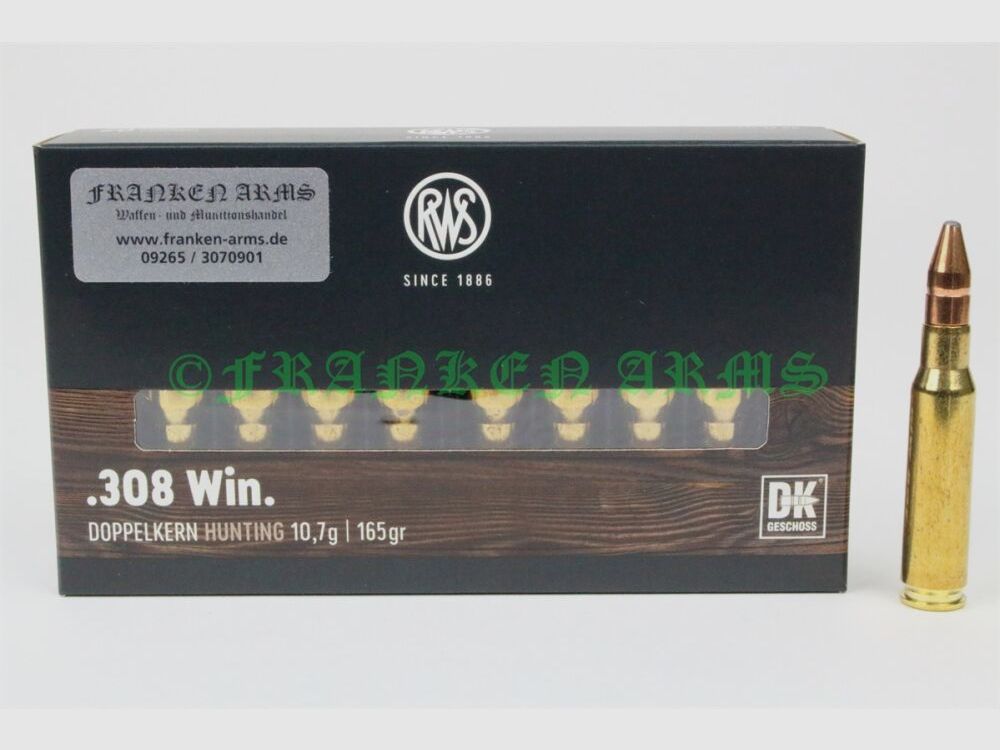 FRANKEN ARMS
Waffen- und Munitionshandel
www.franken-arms.de
09265 / 3070901
RWS
SINCE 1886
©FRANKEN ARMS
.308 Win.
DOPPELKERN HUNTING 10,7g | 165gr
DK
GESCHOSS